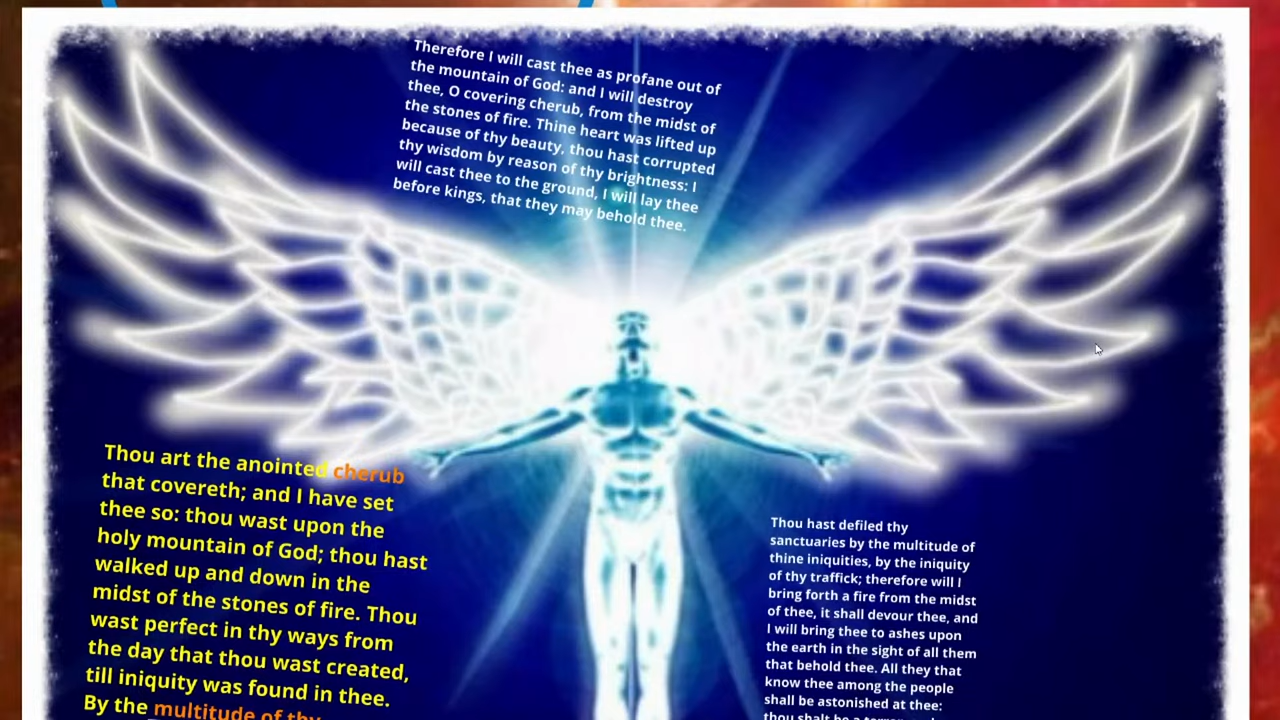 Therefore I will cast thee as profane out of
the mountain of God: and I will destroy
thee, O covering cherub, from the midst of
the stones of fire. Thine heart was lifted up
because of thy beauty, thou hast corrupted
thy wisdom by reason of thy brightness: I
will cast thee to the ground, I will lay thee
before kings, that they may behold thee.
Thou art the anointed cherub
that covereth; and I have set
thee so: thou wast upon the
holy mountain of God; thou hast
walked up and down in the
midst of the stones of fire. Thou
wast perfect in thy ways from
the day that thou wast created,
till iniquity was found in thee.
By the multitude of thy
Thou hast defiled thy
sanctuaries by the multitude of
thine iniquities, by the iniquity
of thy traffick; therefore will I
bring forth a fire from the midst
of thee, it shall devour thee, and
I will bring thee to ashes upon
the earth in the sight of all them
that behold thee. All they that
know thee among the people
shall be astonished at thee:
thou shalt be a